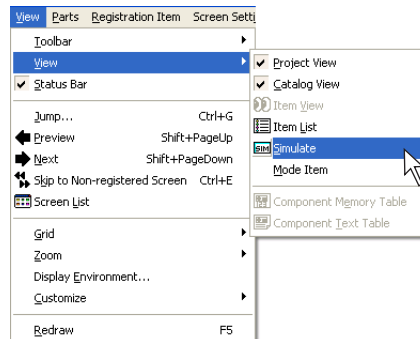 View Parts Registration Item Screen Setti
Toolbar
View
Status Bar
Jump... Ctrl+G
Preview Shift+PageUp
Next Shift+PageDown
Skip to Non-registered Screen Ctrl+E
Screen List
Grid
Zoom
Display Environment...
Customize
Redraw F5
Project View
Catalog View
Item View
Item List
SIM Simulate
Mode Item
Component Memory Table
Component Text Table